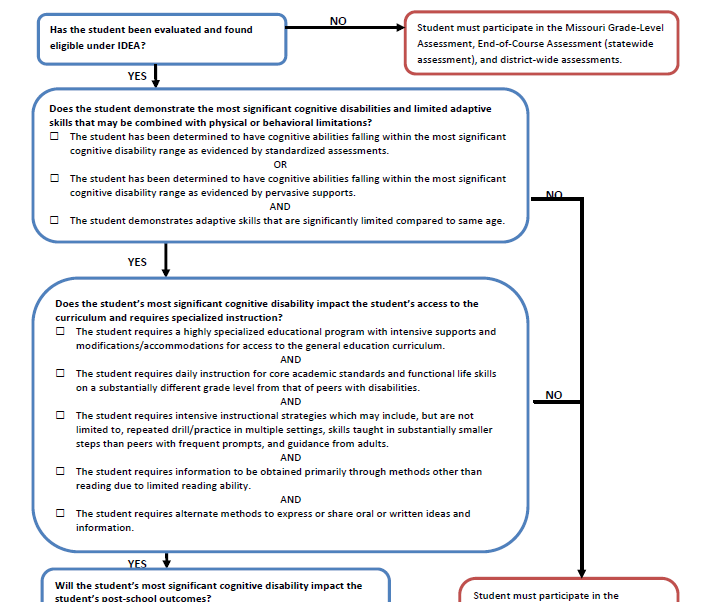 Has the student been evaluated and found
eligible under IDEA?
NO
Student must participate in the Missouri Grade-Level
Assessment, End-of-Course Assessment (statewide
assessment), and district-wide assessments.
YES
Does the student demonstrate the most significant cognitive disabilities and limited adaptive
skills that may be combined with physical or behavioral limitations?
☐ The student has been determined to have cognitive abilities falling within the most significant
cognitive disability range as evidenced by standardized assessments.
OR
☐ The student has been determined to have cognitive abilities falling within the most significant
cognitive disability range as evidenced by pervasive supports.
AND
☐ The student demonstrates adaptive skills that are significantly limited compared to same age.
NO
YES
Does the student’s most significant cognitive disability impact the student’s access to the
curriculum and requires specialized instruction?
☐ The student requires a highly specialized educational program with intensive supports and
modifications/accommodations for access to the general education curriculum.
AND
☐ The student requires daily instruction for core academic standards and functional life skills
on a substantially different grade level from that of peers with disabilities.
AND
☐ The student requires intensive instructional strategies which may include, but are not
limited to, repeated drill/practice in multiple settings, skills taught in substantially smaller
steps than peers with frequent prompts, and guidance from adults.
AND
☐ The student requires information to be obtained primarily through methods other than
reading due to limited reading ability.
AND
☐ The student requires alternate methods to express or share oral or written ideas and
information.
NO
YES
Will the student’s most significant cognitive disability impact the
student’s post-school outcomes?
Student must participate in the